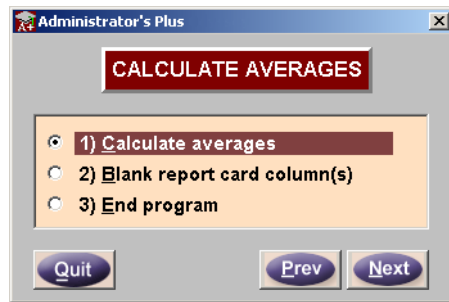 Administrator's Plus
CALCULATE AVERAGES
1) Calculate averages
2) Blank report card column(s)
3) End program
Quit Prev Next